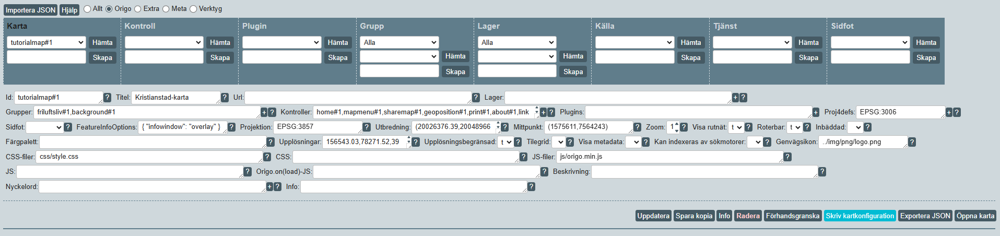 Importera JSON Hjälp Allt Origo Extra Meta Verktyg
Karta Kontroll Plugin Grupp Lager Källa Tjänst Sidfot
tutorialmap#1 Hämta Hämta Hämta Alla Alla Hämta Hämta Hämta
Skapa Skapa Skapa Hämta Hämta Skapa Skapa Skapa
Skapa Skapa
Id: tutorialmap#1 ? Titel: Kristianstad-karta ? Url: ? Lager: + ?
Grupper: friluftsliv#1,background#1 + ? Kontroller: home#1,mapmenu#1,sharemap#1,geoposition#1,print#1,about#1,link + ? Plugins: + Proj4defs: EPSG:3006 + ?
Sidfot: ? FeatureInfoOptions: { "infowindow": "overlay" } ? Projektion: EPSG:3857 ? Utbredning: (20026376.39,20048966 ? Mittpunkt: (1575611,7564243) ? Zoom: 1 ? Visa rutnät: t ? Roterbar: t ? Inbäddad: ?
Färgpalett: ? Upplösningar: 156543.03,78271.52,39 ? Upplösningsbegränsad: t ? Tilegrid: ? Visa metadata: ? Kan indexeras av sökmotorer: ? Genvägsikon: ../img/png/logo.png ?
CSS-filer: css/style.css ? CSS: ? JS-filer: js/origo.min.js ?
JS: ? Origo.on(load)-JS: ? Beskrivning: ?
Nyckelord: + ? Info: ?
Uppdatera Spara kopia Info Radera Förhandsgranska Skriv kartkonfiguration Exportera JSON Öppna karta